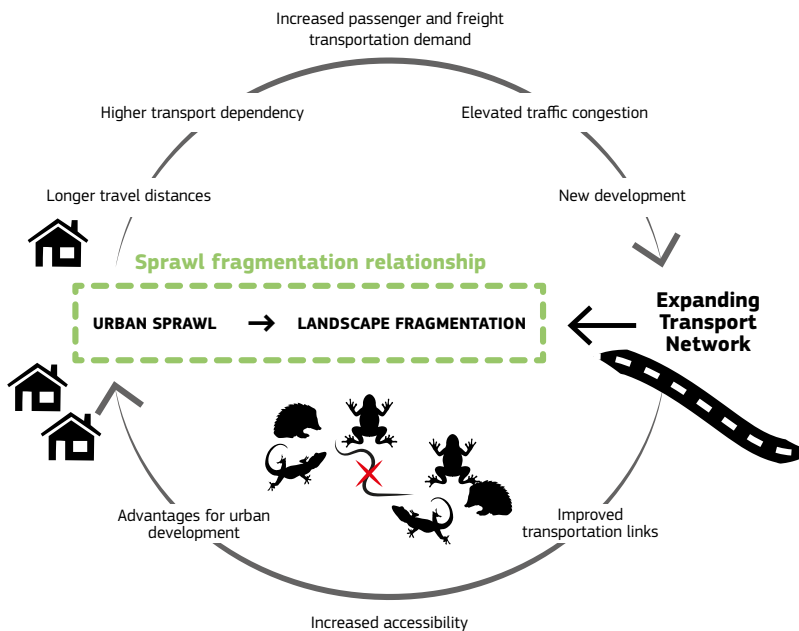 Increased passenger and freight
transportation demand
Higher transport dependency
Elevated traffic congestion
Longer travel distances
New development
Sprawl fragmentation relationship
URBAN SPRAWL → LANDSCAPE FRAGMENTATION
Expanding
Transport
Network
Advantages for urban
development
Improved
transportation links
Increased accessibility